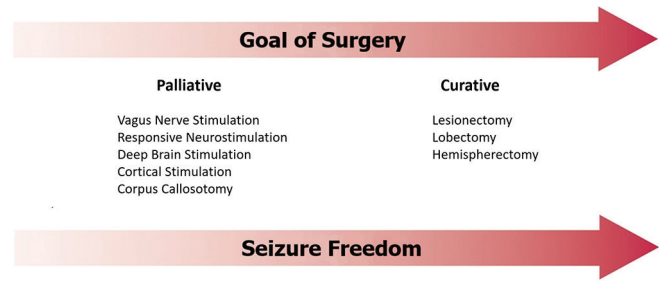 Goal of Surgery
Palliative
Curative
Vagus Nerve Stimulation
Responsive Neurostimulation
Deep Brain Stimulation
Cortical Stimulation
Corpus Callosotomy
Lesionectomy
Lobectomy
Hemispherectomy
Seizure Freedom